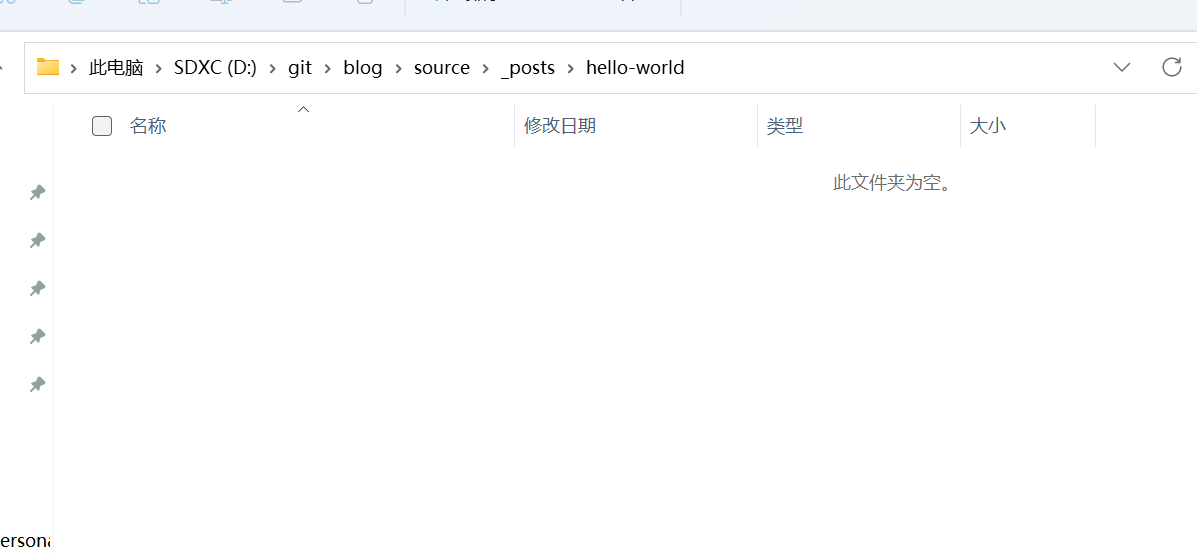 此电脑 > SDXC (D:) > git > blog > source > _posts > hello-world
名称 修改日期 类型 大小
此文件夹为空。